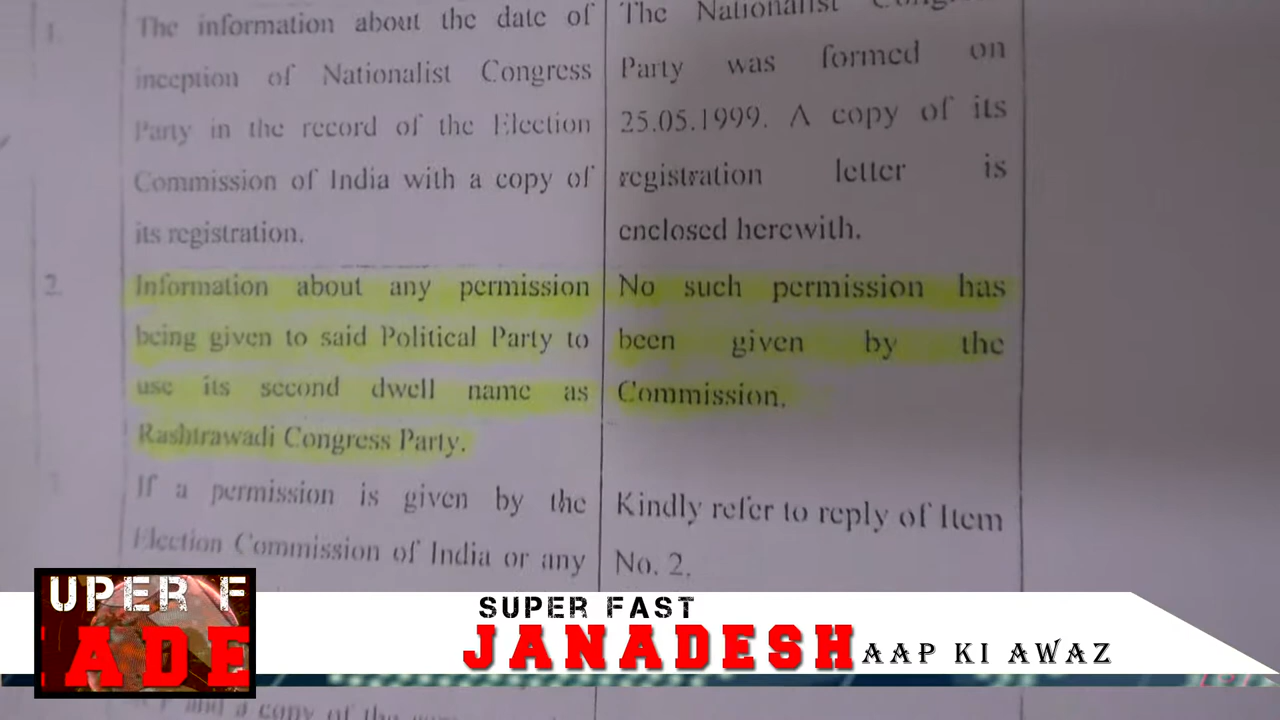 1.
The information about the date of
inception of Nationalist Congress
Party in the record of the Election
Commission of India with a copy of
its registration.
The Nationalist
Party was formed on
25.05.1999. A copy of its
registration letter is
enclosed herewith.
2.
Information about any permission
being given to said Political Party to
use its second dwell name as
Rashtrawadi Congress Party.
No such permission has
been given by the
Commission.
If a permission is given by the
Election Commission of India or any
Kindly refer to reply of Item
No. 2.
UPER F
ADE
SUPER FAST
JANADESH AAP KI AWAZ
and a copy of the